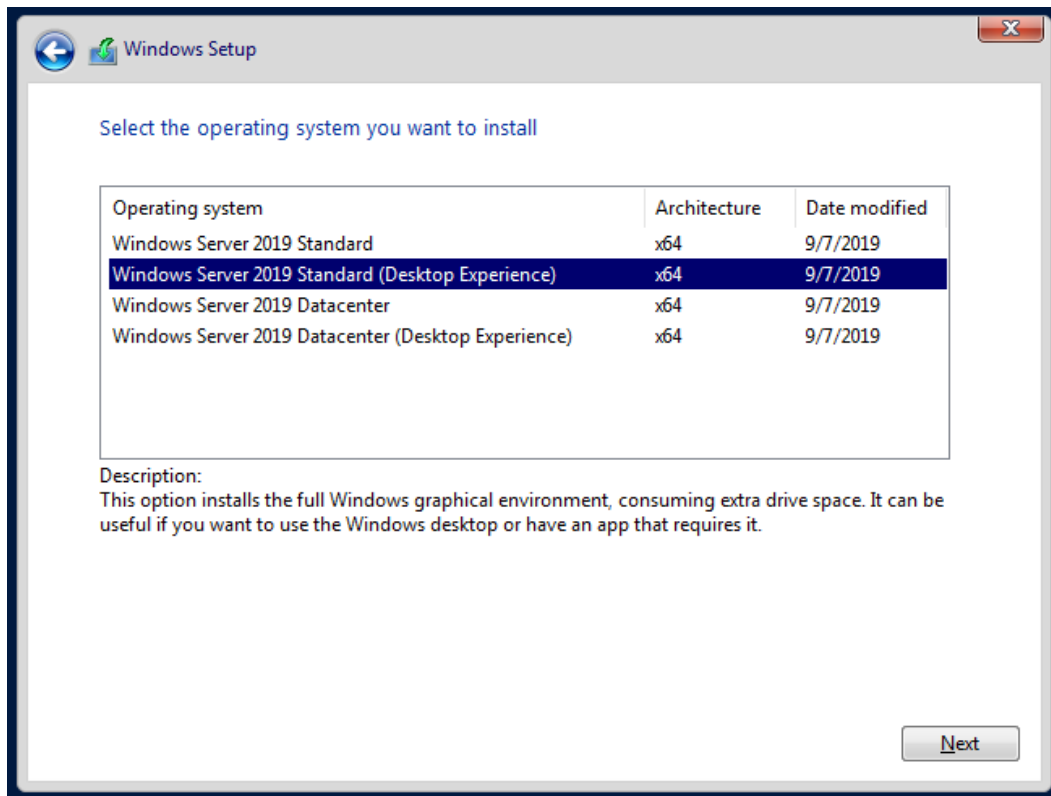 Windows Setup
X
Select the operating system you want to install
Operating system Architecture Date modified
Windows Server 2019 Standard x64 9/7/2019
Windows Server 2019 Standard (Desktop Experience) x64 9/7/2019
Windows Server 2019 Datacenter x64 9/7/2019
Windows Server 2019 Datacenter (Desktop Experience) x64 9/7/2019
Description:
This option installs the full Windows graphical environment, consuming extra drive space. It can be
useful if you want to use the Windows desktop or have an app that requires it.
Next